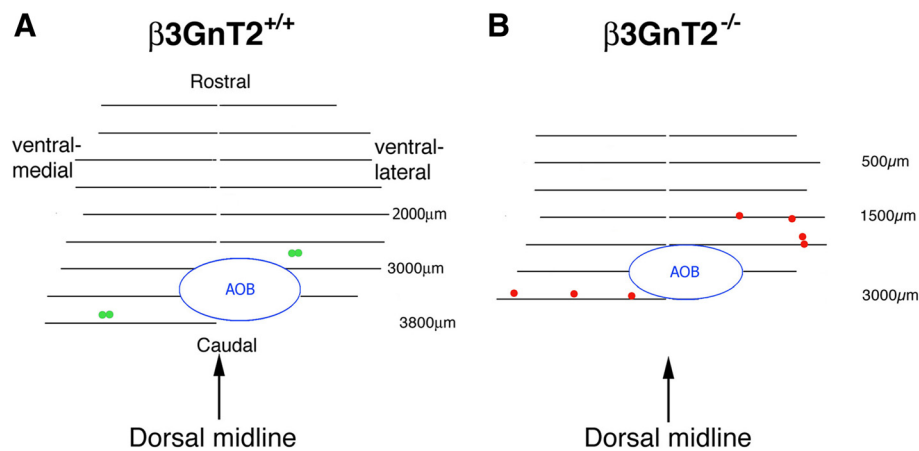 A
β3GnT2+/+
Rostral
ventral-
medial
ventral-
lateral
2000µm
3000µm
AOB
3800µm
Caudal
Dorsal midline
B
β3GnT2-/-
500µm
1500µm
AOB
3000µm
Dorsal midline